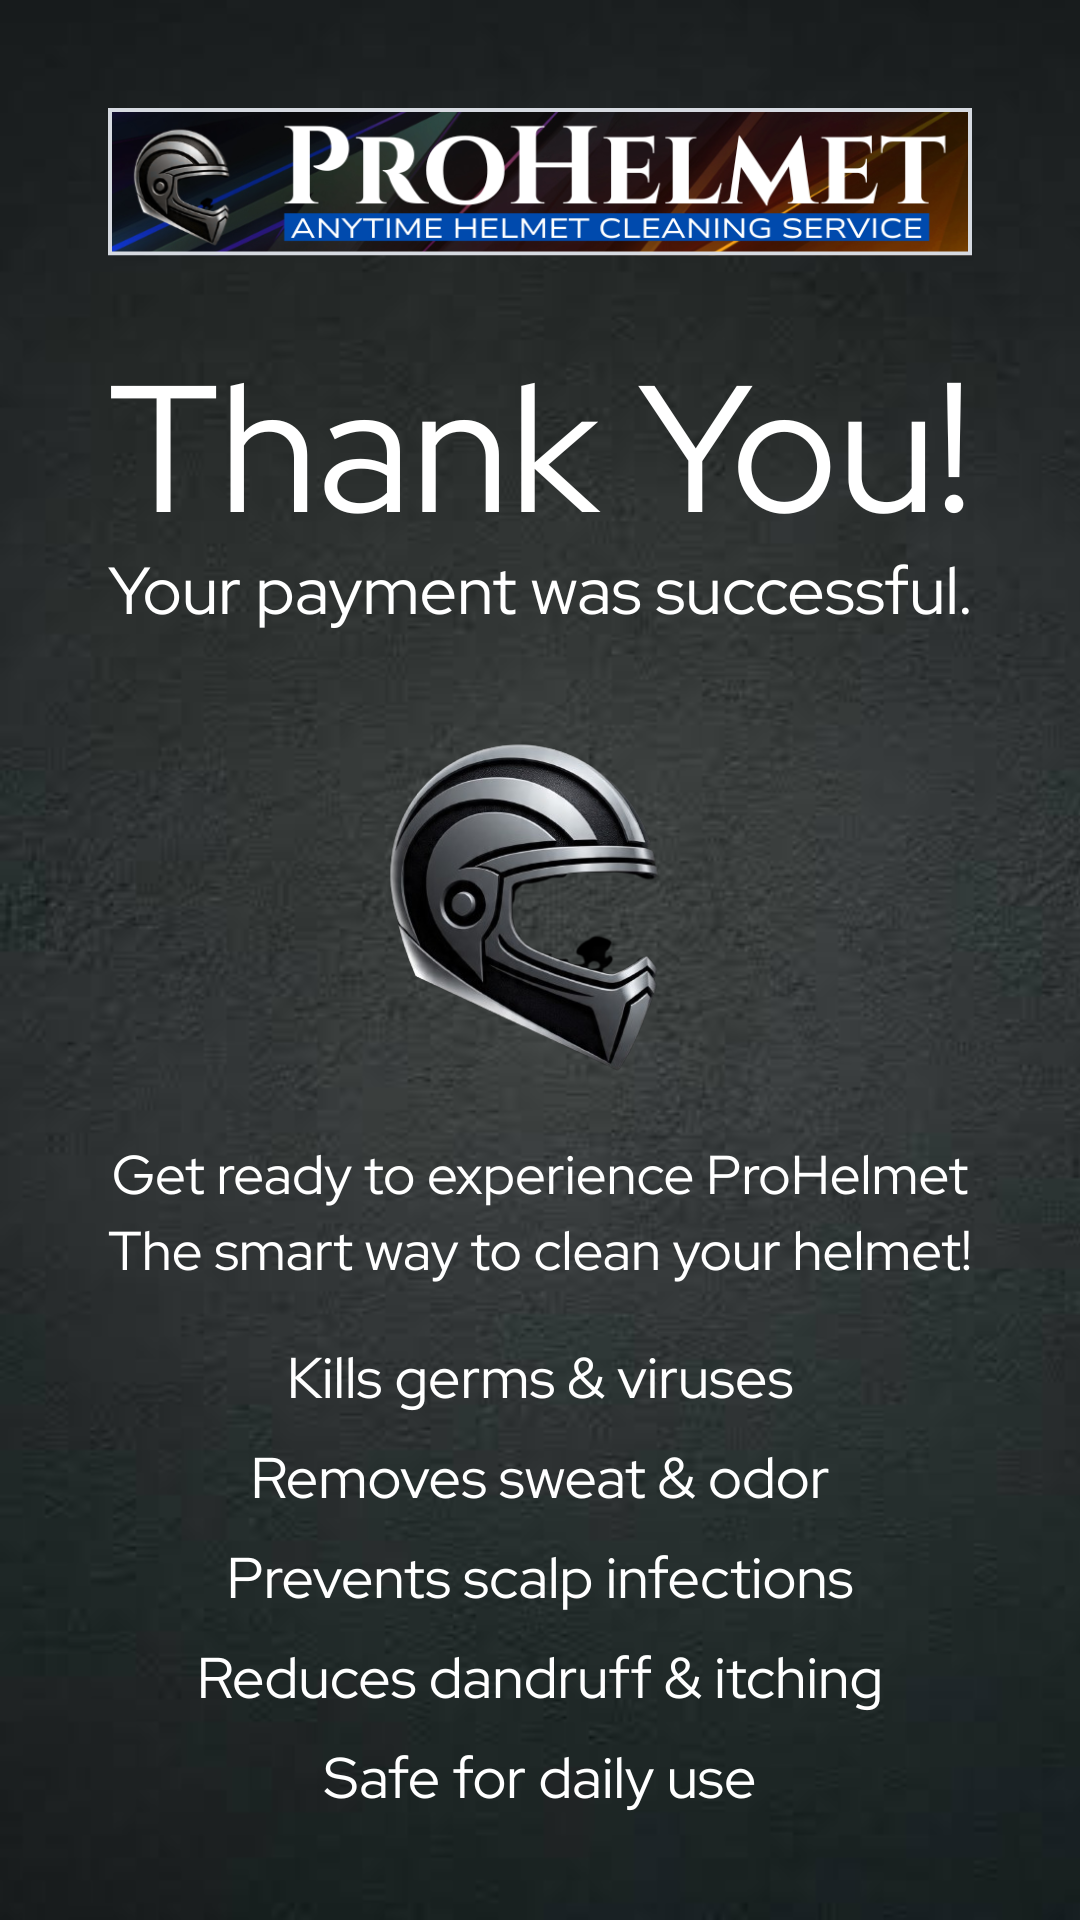 PROHELMET
ANYTIME HELMET CLEANING SERVICE
Thank You!
Your payment was successful.
Get ready to experience ProHelmet
The smart way to clean your helmet!
Kills germs & viruses
Removes sweat & odor
Prevents scalp infections
Reduces dandruff & itching
Safe for daily use